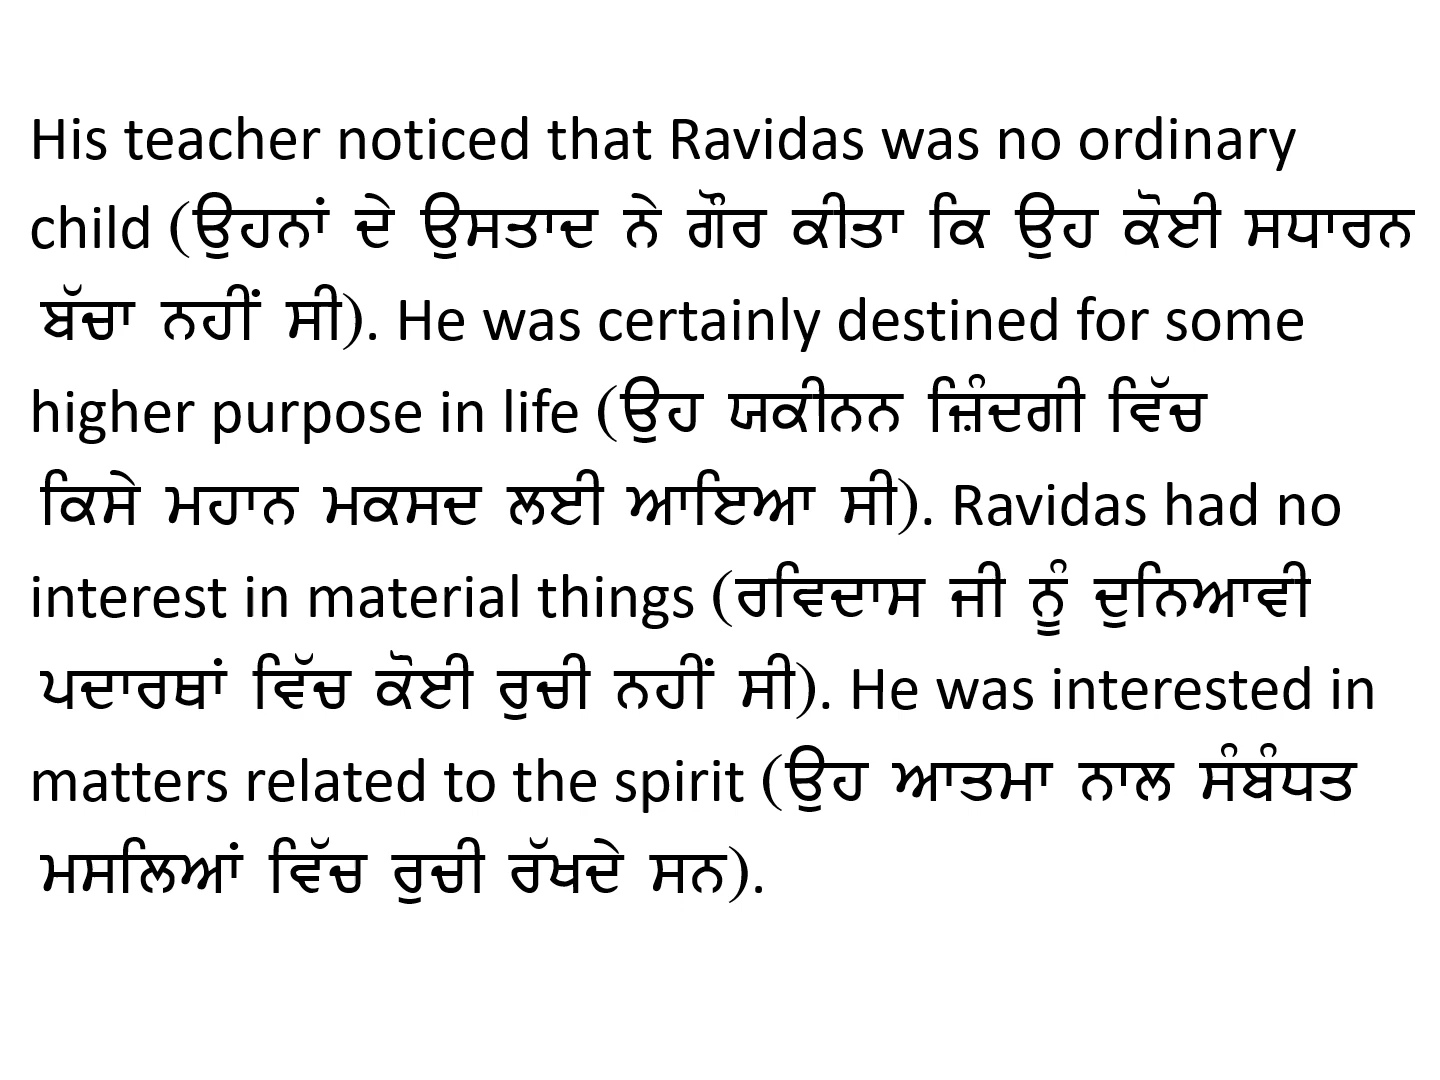 His teacher noticed that Ravidas was no ordinary
child (ਉਹਨਾਂ ਦੇ ਉਸਤਾਦ ਨੇ ਗੌਰ ਕੀਤਾ ਕਿ ਉਹ ਕੋਈ ਸਧਾਰਨ
ਬੱਚਾ ਨਹੀਂ ਸੀ). He was certainly destined for some
higher purpose in life (ਉਹ ਯਕੀਨਨ ਜ਼ਿੰਦਗੀ ਵਿੱਚ
ਕਿਸੇ ਮਹਾਨ ਮਕਸਦ ਲਈ ਆਇਆ ਸੀ). Ravidas had no
interest in material things (ਰਵਿਦਾਸ ਜੀ ਨੂੰ ਦੁਨਿਆਵੀ
ਪਦਾਰਥਾਂ ਵਿੱਚ ਕੋਈ ਰੁਚੀ ਨਹੀਂ ਸੀ). He was interested in
matters related to the spirit (ਉਹ ਆਤਮਾ ਨਾਲ ਸੰਬੰਧਤ
ਮਸਲਿਆਂ ਵਿੱਚ ਰੁਚੀ ਰੱਖਦੇ ਸਨ).